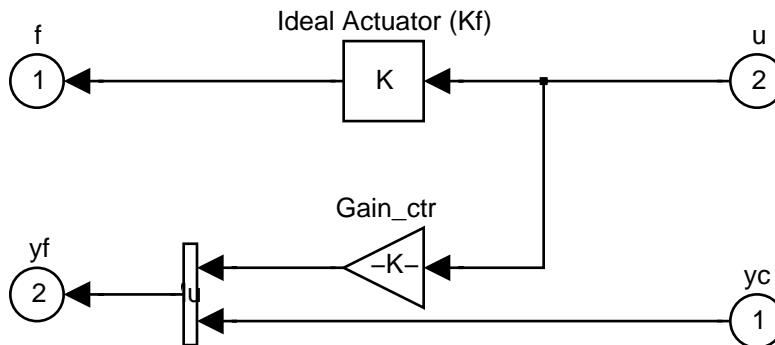 Ideal Actuator (Kf)
f
u
1
K
2
Gain_ctr
yf
–K–
yc
2
1